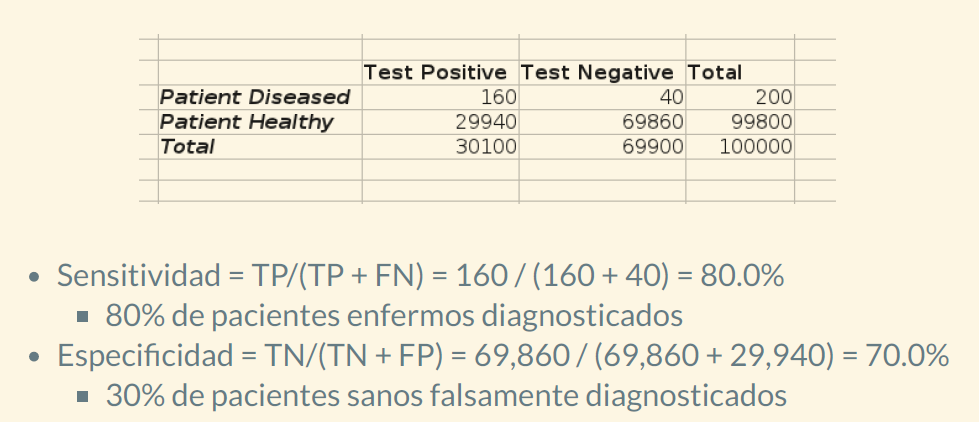 Test Positive Test Negative Total
Patient Diseased 160 40 200
Patient Healthy 29940 69860 99800
Total 30100 69900 100000
• Sensitividad = TP/(TP + FN) = 160 / (160 + 40) = 80.0%
▪ 80% de pacientes enfermos diagnosticados
• Especificidad = TN/(TN + FP) = 69,860 / (69,860 + 29,940) = 70.0%
▪ 30% de pacientes sanos falsamente diagnosticados